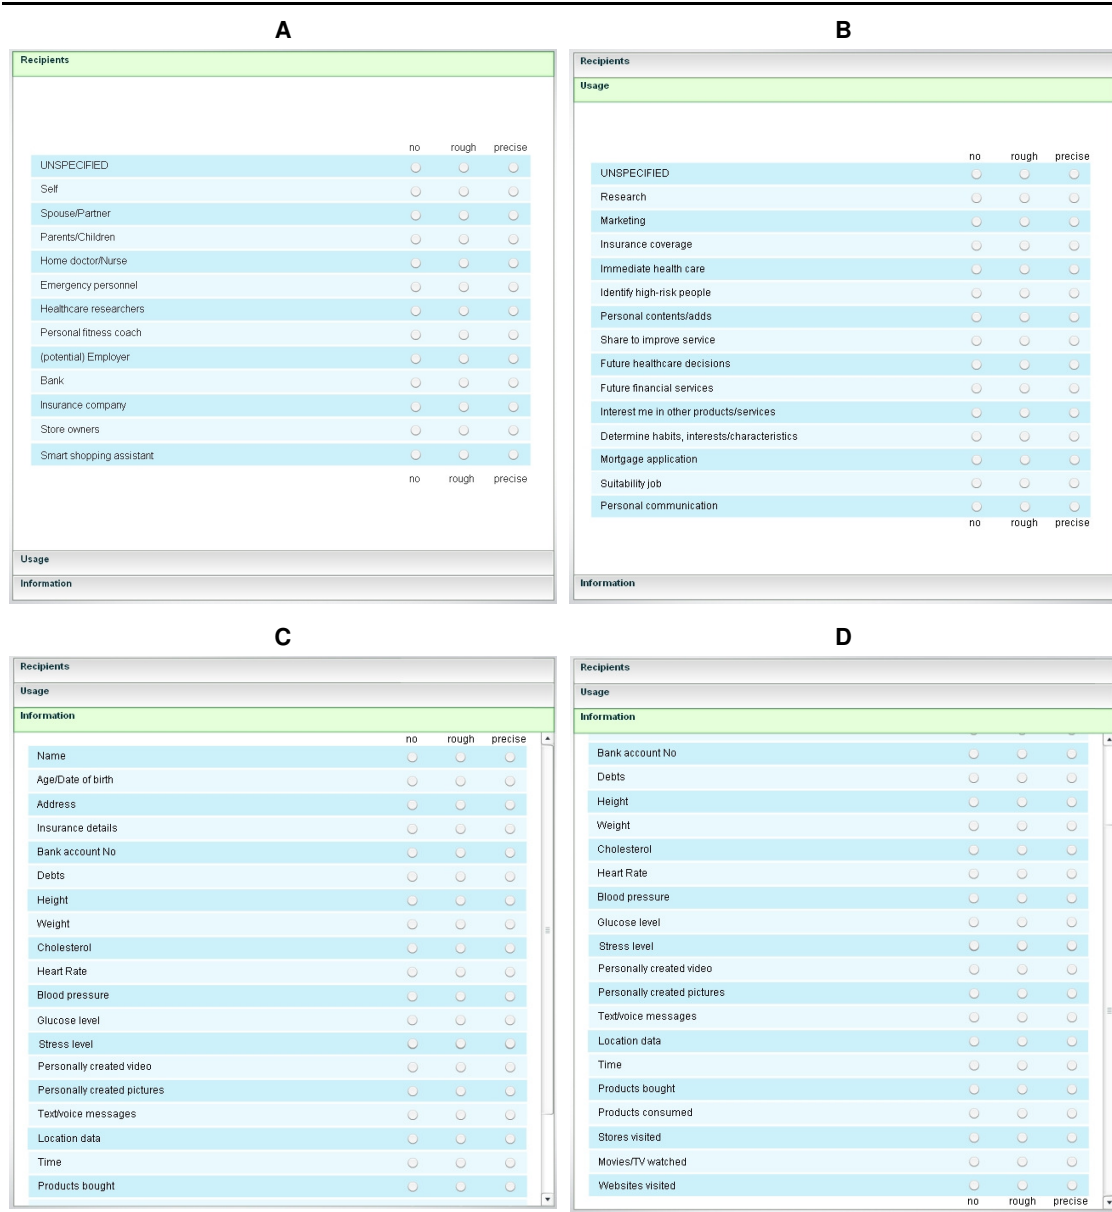 A
Recipients
no rough precise
UNSPECIFIED
Self
Spouse/Partner
Parents/Children
Home doctor/Nurse
Emergency personnel
Healthcare researchers
Personal fitness coach
(potential) Employer
Bank
Insurance company
Store owners
Smart shopping assistant
no rough precise
Usage
Information
B
Recipients
Usage
no rough precise
UNSPECIFIED
Research
Marketing
Insurance coverage
Immediate health care
Identify high-risk people
Personal contents/adds
Share to improve service
Future healthcare decisions
Future financial services
Interest me in other products/services
Determine habits, interests/characteristics
Mortgage application
Suitability job
Personal communication
no rough precise
Information
C
Recipients
Usage
Information
no rough precise
Name
Age/Date of birth
Address
Insurance details
Bank account No
Debts
Height
Weight
Cholesterol
Heart Rate
Blood pressure
Glucose level
Stress level
Personally created video
Personally created pictures
Text/voice messages
Location data
Time
Products bought
D
Recipients
Usage
Information
Bank account No
Debts
Height
Weight
Cholesterol
Heart Rate
Blood pressure
Glucose level
Stress level
Personally created video
Personally created pictures
Text/voice messages
Location data
Time
Products bought
Products consumed
Stores visited
Movies/TV watched
Websites visited
no rough precise